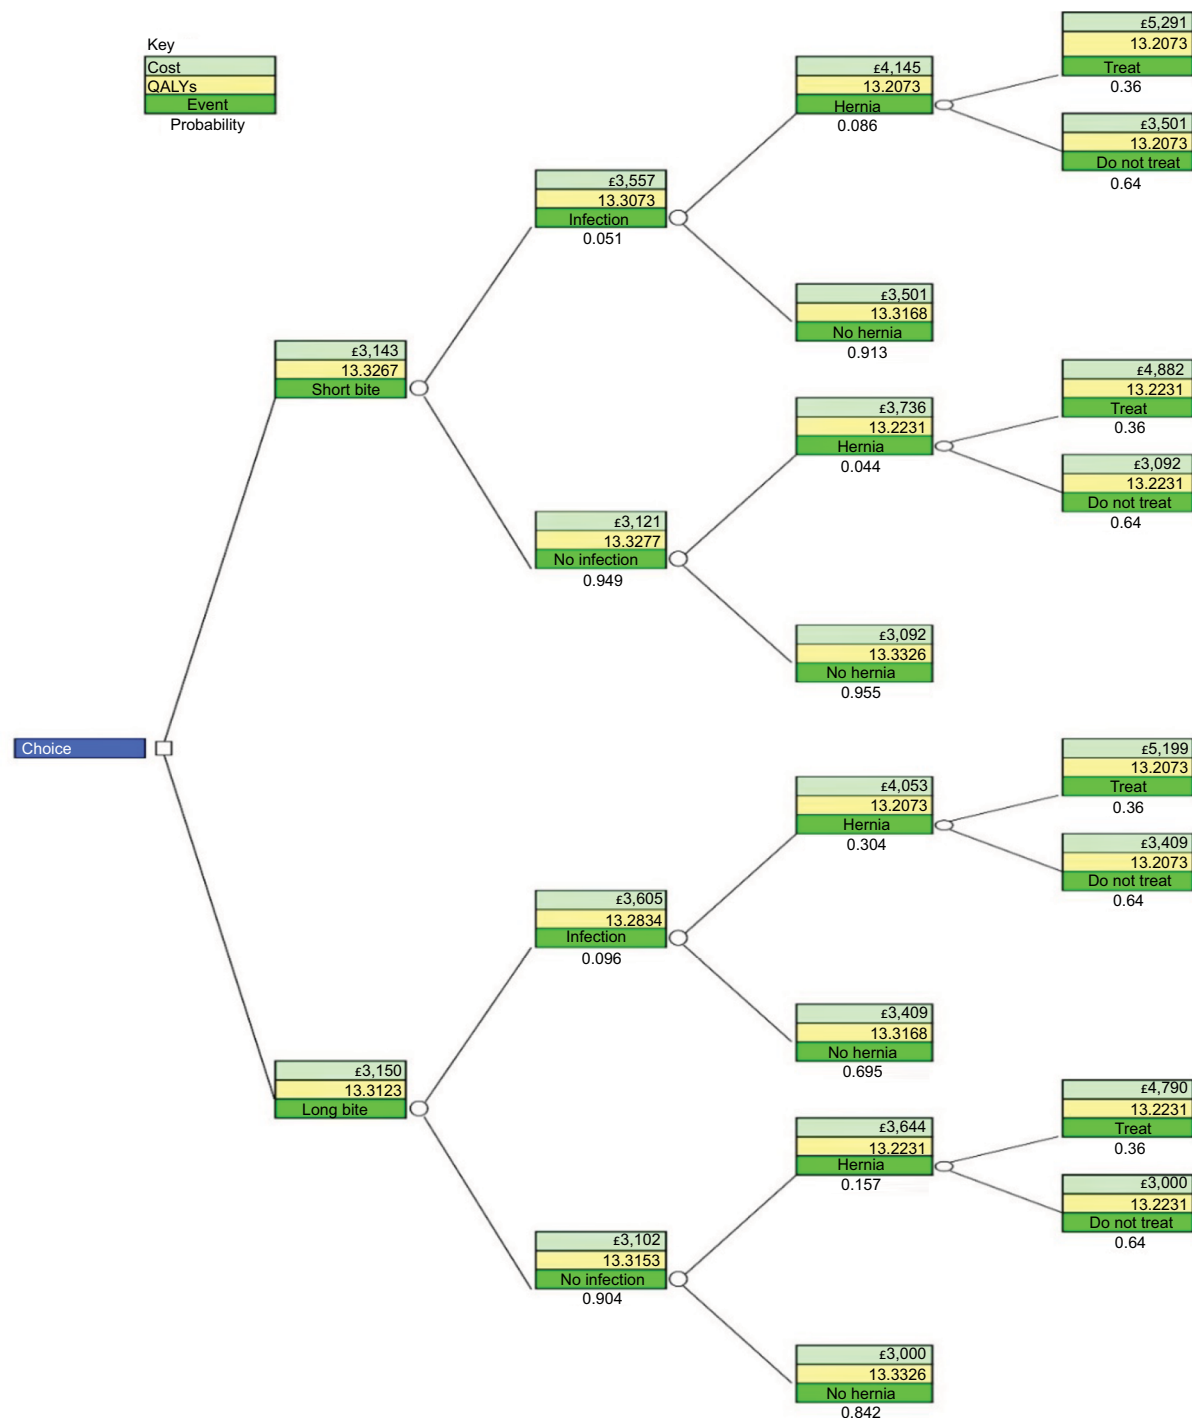 Key
Cost
QALYs
Event
Probability
Choice
£3,143
13.3267
Short bite
£3,557
13.3073
Infection
0.051
£4,145
13.2073
Hernia
0.086
£5,291
13.2073
Treat
0.36
£3,501
13.2073
Do not treat
0.64
£3,501
13.3168
No hernia
0.913
£3,121
13.3277
No infection
0.949
£3,736
13.2231
Hernia
0.044
£4,882
13.2231
Treat
0.36
£3,092
13.2231
Do not treat
0.64
£3,092
13.3326
No hernia
0.955
£3,150
13.3123
Long bite
£3,605
13.2834
Infection
0.096
£4,053
13.2073
Hernia
0.304
£5,199
13.2073
Treat
0.36
£3,409
13.2073
Do not treat
0.64
£3,409
13.3168
No hernia
0.695
£3,102
13.3153
No infection
0.904
£3,644
13.2231
Hernia
0.157
£4,790
13.2231
Treat
0.36
£3,000
13.2231
Do not treat
0.64
£3,000
13.3326
No hernia
0.842